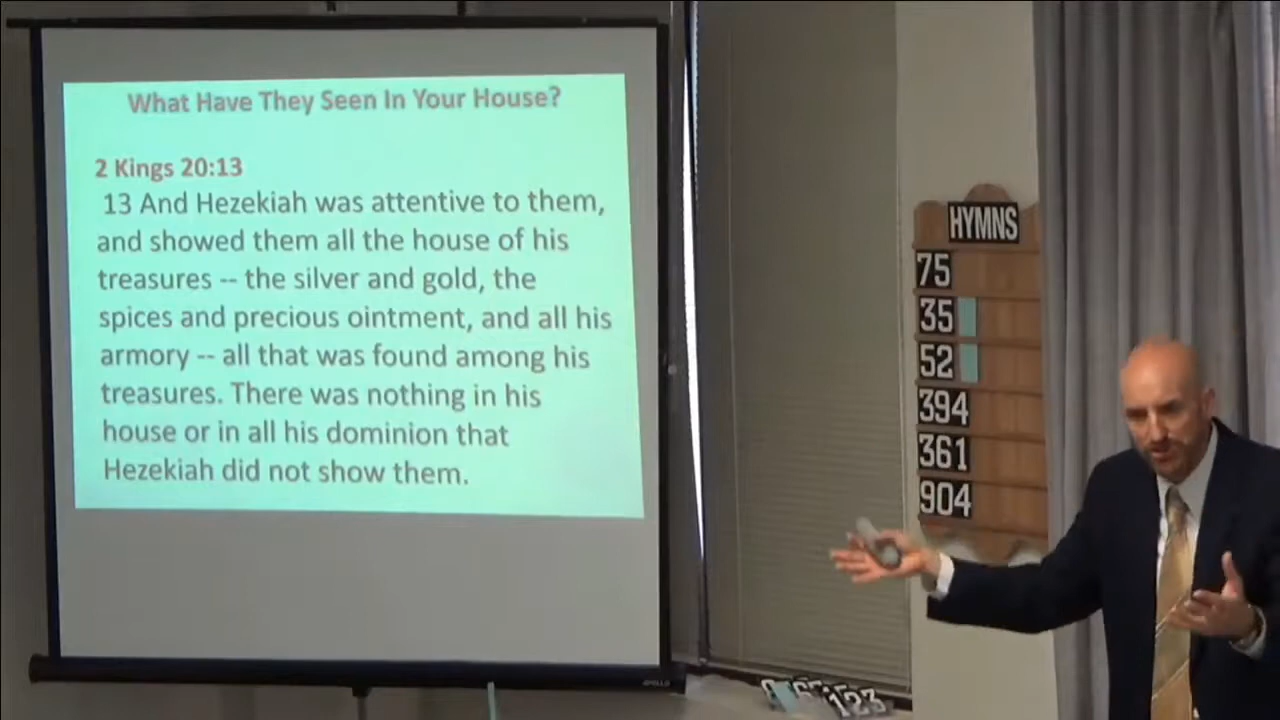 What Have They Seen In Your House?
2 Kings 20:13
13 And Hezekiah was attentive to them,
and showed them all the house of his
treasures -- the silver and gold, the
spices and precious ointment, and all his
armory -- all that was found among his
treasures. There was nothing in his
house or in all his dominion that
Hezekiah did not show them.
HYMNS
75
35
52
394
361
904
APOLLO
123